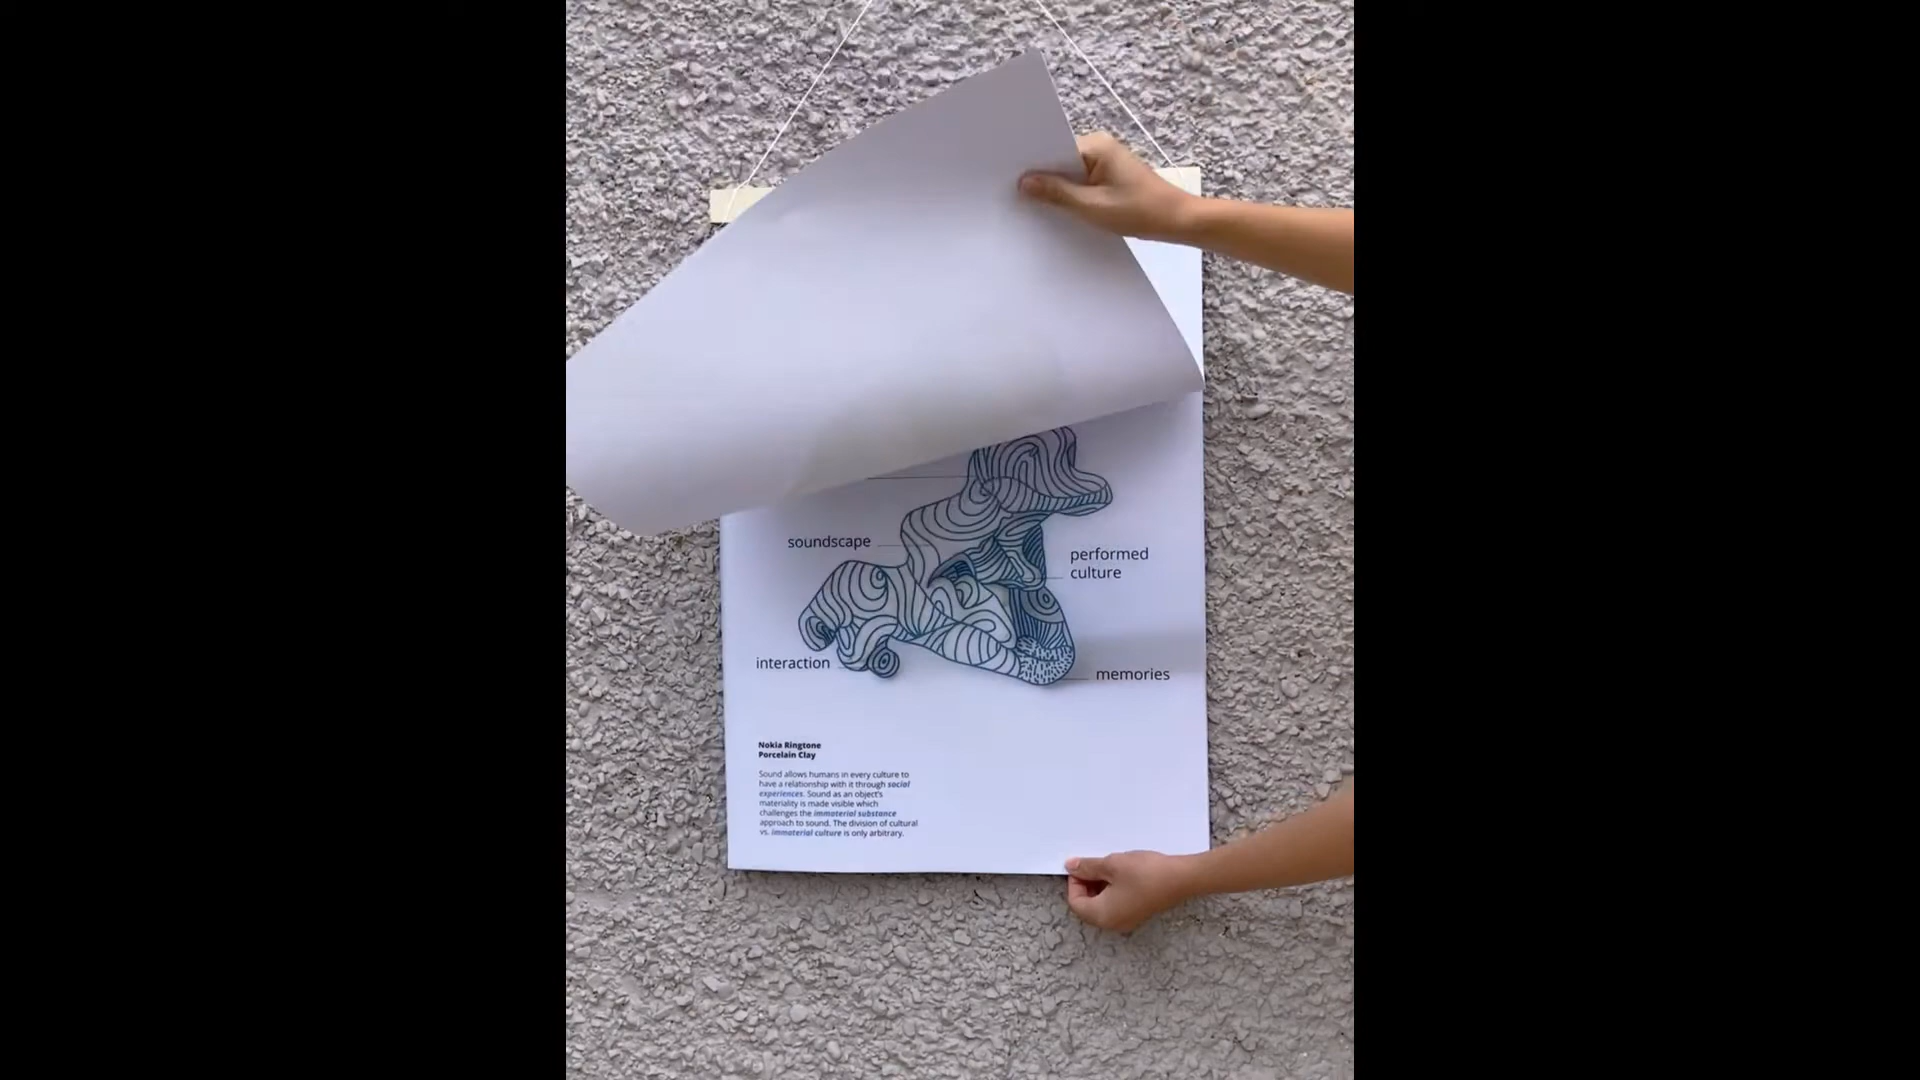 soundscape
performed
culture
interaction
memories
Nokia Ringtone
Porcelain Clay
Sound allows humans in every culture to
have a relationship with it through social
experiences. Sound as an object's
materiality is made visible which
challenges the immaterial substance
approach to sound. The division of cultural
vs. immaterial culture is only arbitrary.